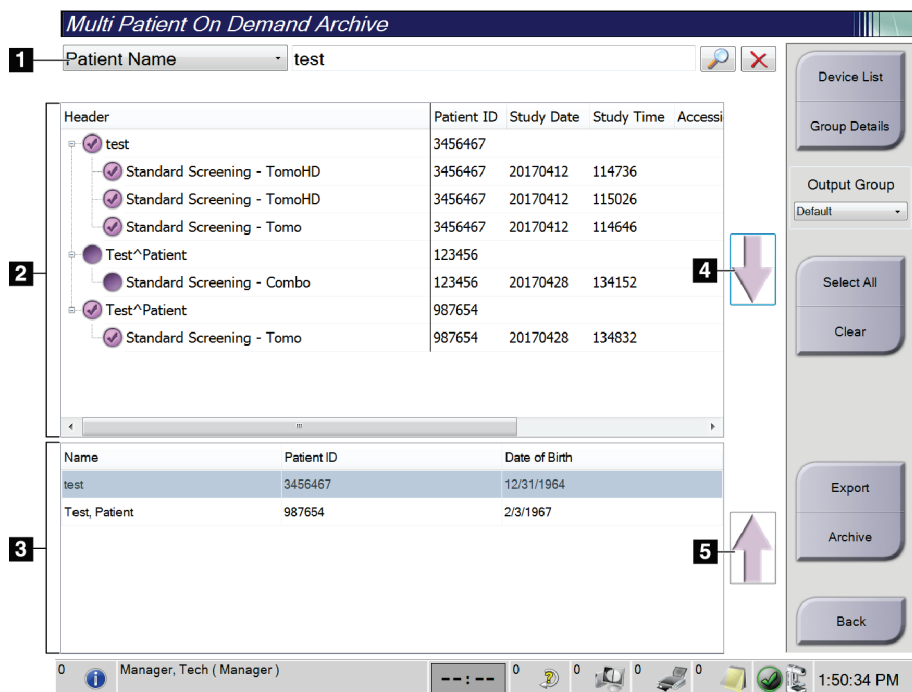 Multi Patient On Demand Archive
1 Patient Name test
Device List
Group Details
Output Group
Default
Select All
Clear
Export
Archive
Back
2
Header Patient ID Study Date Study Time Accessi
test 3456467
Standard Screening - TomoHD 3456467 20170412 114736
Standard Screening - TomoHD 3456467 20170412 115026
Standard Screening - Tomo 3456467 20170412 114646
Test^Patient 123456
Standard Screening - Combo 123456 20170428 134152
Test^Patient 987654
Standard Screening - Tomo 987654 20170428 134832
4
3
Name Patient ID Date of Birth
test 3456467 12/31/1964
Test, Patient 987654 2/3/1967
5
0 Manager, Tech ( Manager ) --:-- 0 0 0 0 1:50:34 PM